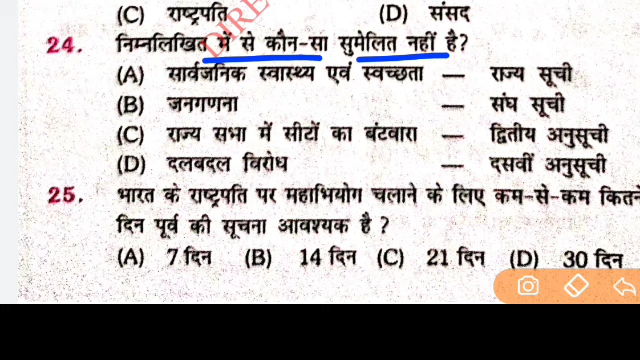 (C) राष्ट्रपति (D) संसद
24. निम्नलिखित में से कौन-सा सुमेलित नहीं है?
(A) सार्वजनिक स्वास्थ्य एवं स्वच्छता — राज्य सूची
(B) जनगणना — संघ सूची
(C) राज्य सभा में सीटों का बंटवारा — द्वितीय अनुसूची
(D) दलबदल विरोध — दसवीं अनुसूची
25. भारत के राष्ट्रपति पर महाभियोग चलाने के लिए कम-से-कम कितने
दिन पूर्व की सूचना आवश्यक है ?
(A) 7 दिन (B) 14 दिन (C) 21 दिन (D) 30 दिन